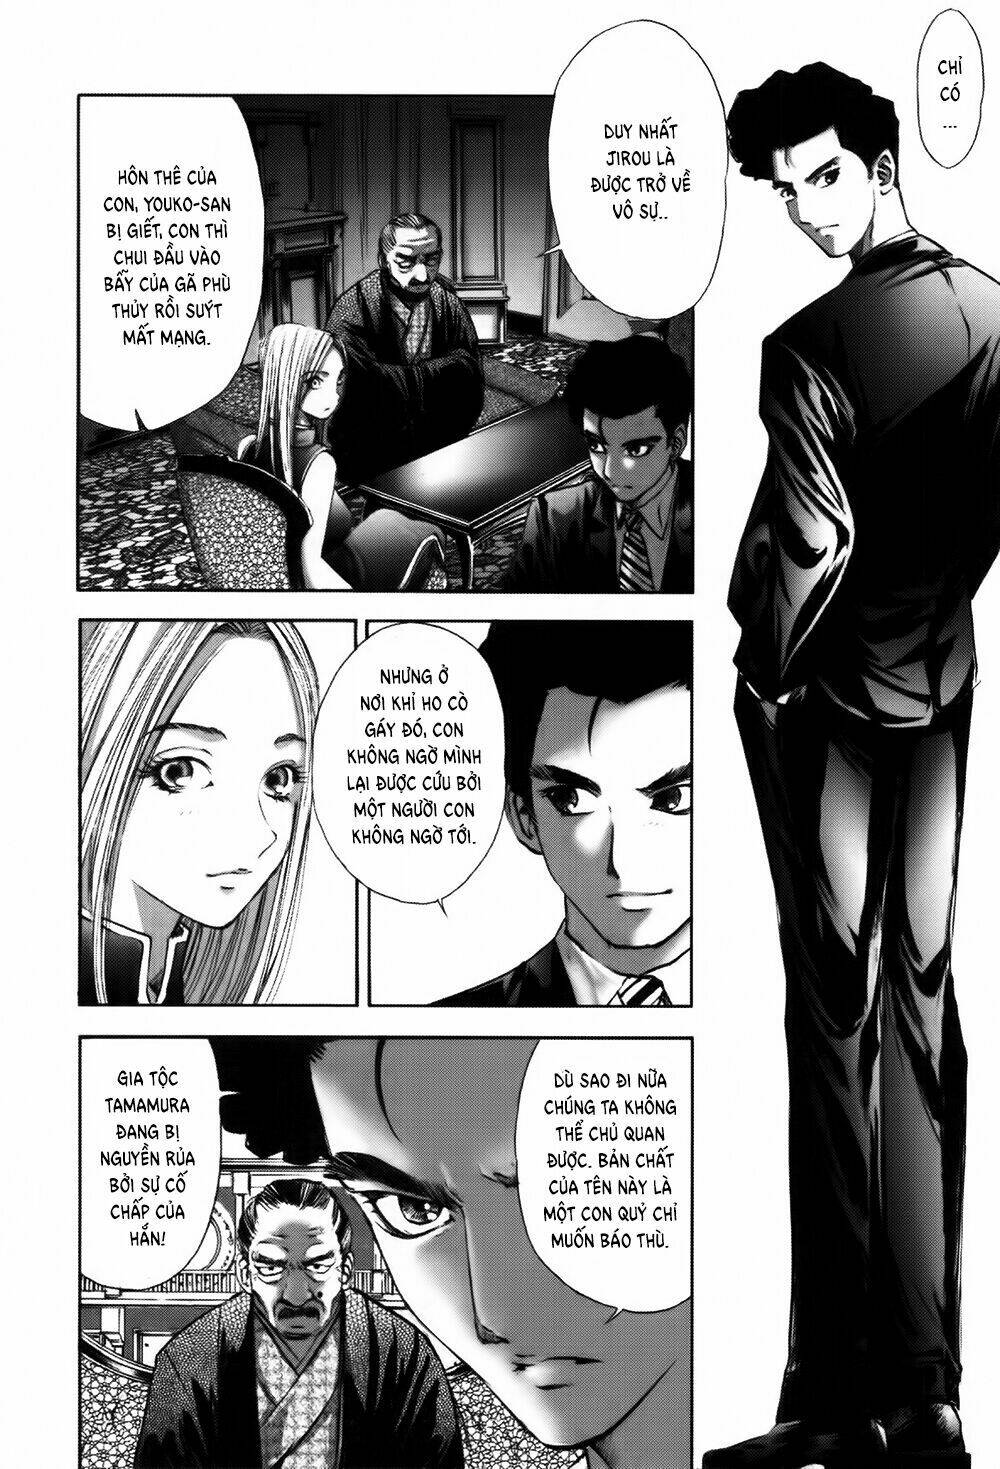 CHỈ
CÓ
...
DUY NHẤT
JIROU LÀ
ĐƯỢC TRỞ VỀ
VÔ SỰ..
HÔN THÊ CỦA
CON, YOUKO-SAN
BỊ GIẾT, CON THÌ
CHUI ĐẦU VÀO
BẪY CỦA GÃ PHÙ
THỦY RỒI SUÝT
MẤT MẠNG.
NHƯNG Ở
NƠI KHỈ HO CÒ
GÁY ĐÓ, CON
KHÔNG NGỜ MÌNH
LẠI ĐƯỢC CỨU BỞI
MỘT NGƯỜI CON
KHÔNG NGỜ TỚI.
DÙ SAO ĐI NỮA
CHÚNG TA KHÔNG
THỂ CHỦ QUAN
ĐƯỢC. BẢN CHẤT
CỦA TÊN NÀY LÀ
MỘT CON QUỶ CHỈ
MUỐN BÁO THÙ.
GIA TỘC
TAMAMURA
ĐANG BỊ
NGUYỀN RỦA
BỞI SỰ CỐ
CHẤP CỦA
HẮN!